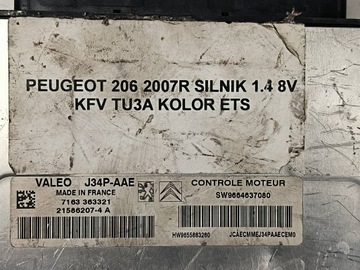 PEUGEOT 206 2007R SILNIK 1.4 8V
KFV TU3A KOLOR ETS
VALEO J34P-AAE
MADE IN FRANCE
7163 363321
21586207-4 A
CONTROLE MOTEUR
SW9664637080
HW9655663280
JCAECMMEJ34PAAECEM0